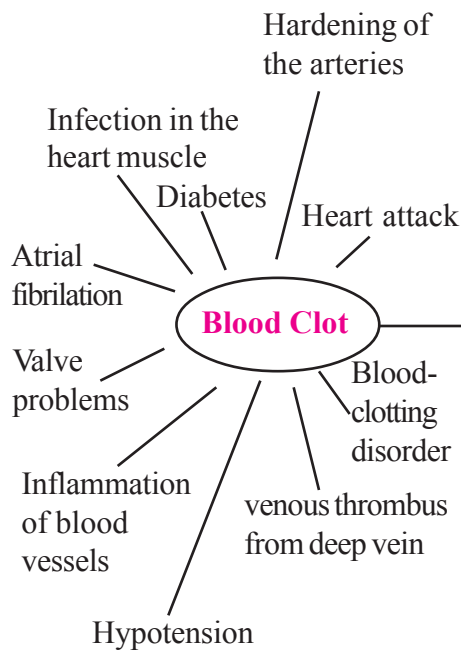 Hardening of
the arteries
Infection in the
heart muscle
Diabetes
Heart attack
Atrial
fibrilation
Blood Clot
Valve
problems
Blood-
clotting
disorder
Inflammation
of blood
vessels
venous thrombus
from deep vein
Hypotension